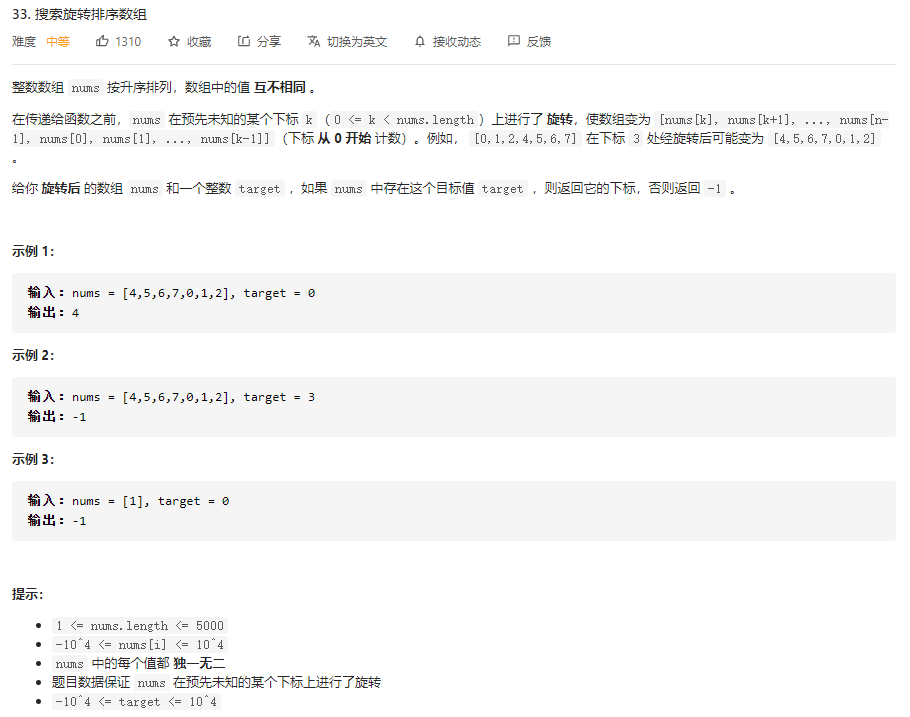 33. 搜索旋转排序数组
难度 中等 1310 收藏 分享 切换为英文 接收动态 反馈
整数数组 nums 按升序排列，数组中的值 互不相同 。
在传递给函数之前，nums 在预先未知的某个下标 k（0 <= k < nums.length）上进行了 旋转，使数组变为 [nums[k], nums[k+1], ..., nums[n-
1], nums[0], nums[1], ..., nums[k-1]]（下标 从 0 开始 计数）。例如， [0,1,2,4,5,6,7] 在下标 3 处经旋转后可能变为 [4,5,6,7,0,1,2]
。
给你 旋转后 的数组 nums 和一个整数 target ，如果 nums 中存在这个目标值 target ，则返回它的下标，否则返回 -1 。
示例 1：
输入：nums = [4,5,6,7,0,1,2], target = 0
输出：4
示例 2：
输入：nums = [4,5,6,7,0,1,2], target = 3
输出：-1
示例 3：
输入：nums = [1], target = 0
输出：-1
提示：
• 1 <= nums.length <= 5000
• -10^4 <= nums[i] <= 10^4
• nums 中的每个值都 独一无二
• 题目数据保证 nums 在预先未知的某个下标上进行了旋转
• -10^4 <= target <= 10^4